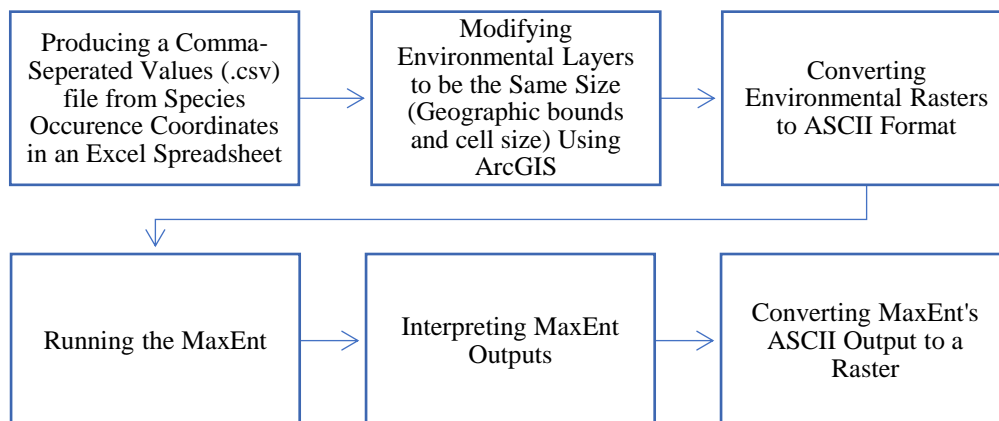 Producing a Comma-
Seperated Values (.csv)
file from Species
Occurence Coordinates
in an Excel Spreadsheet
Modifying
Environmental Layers
to be the Same Size
(Geographic bounds
and cell size) Using
ArcGIS
Converting
Environmental Rasters
to ASCII Format
Running the MaxEnt
Interpreting MaxEnt
Outputs
Converting MaxEnt's
ASCII Output to a
Raster